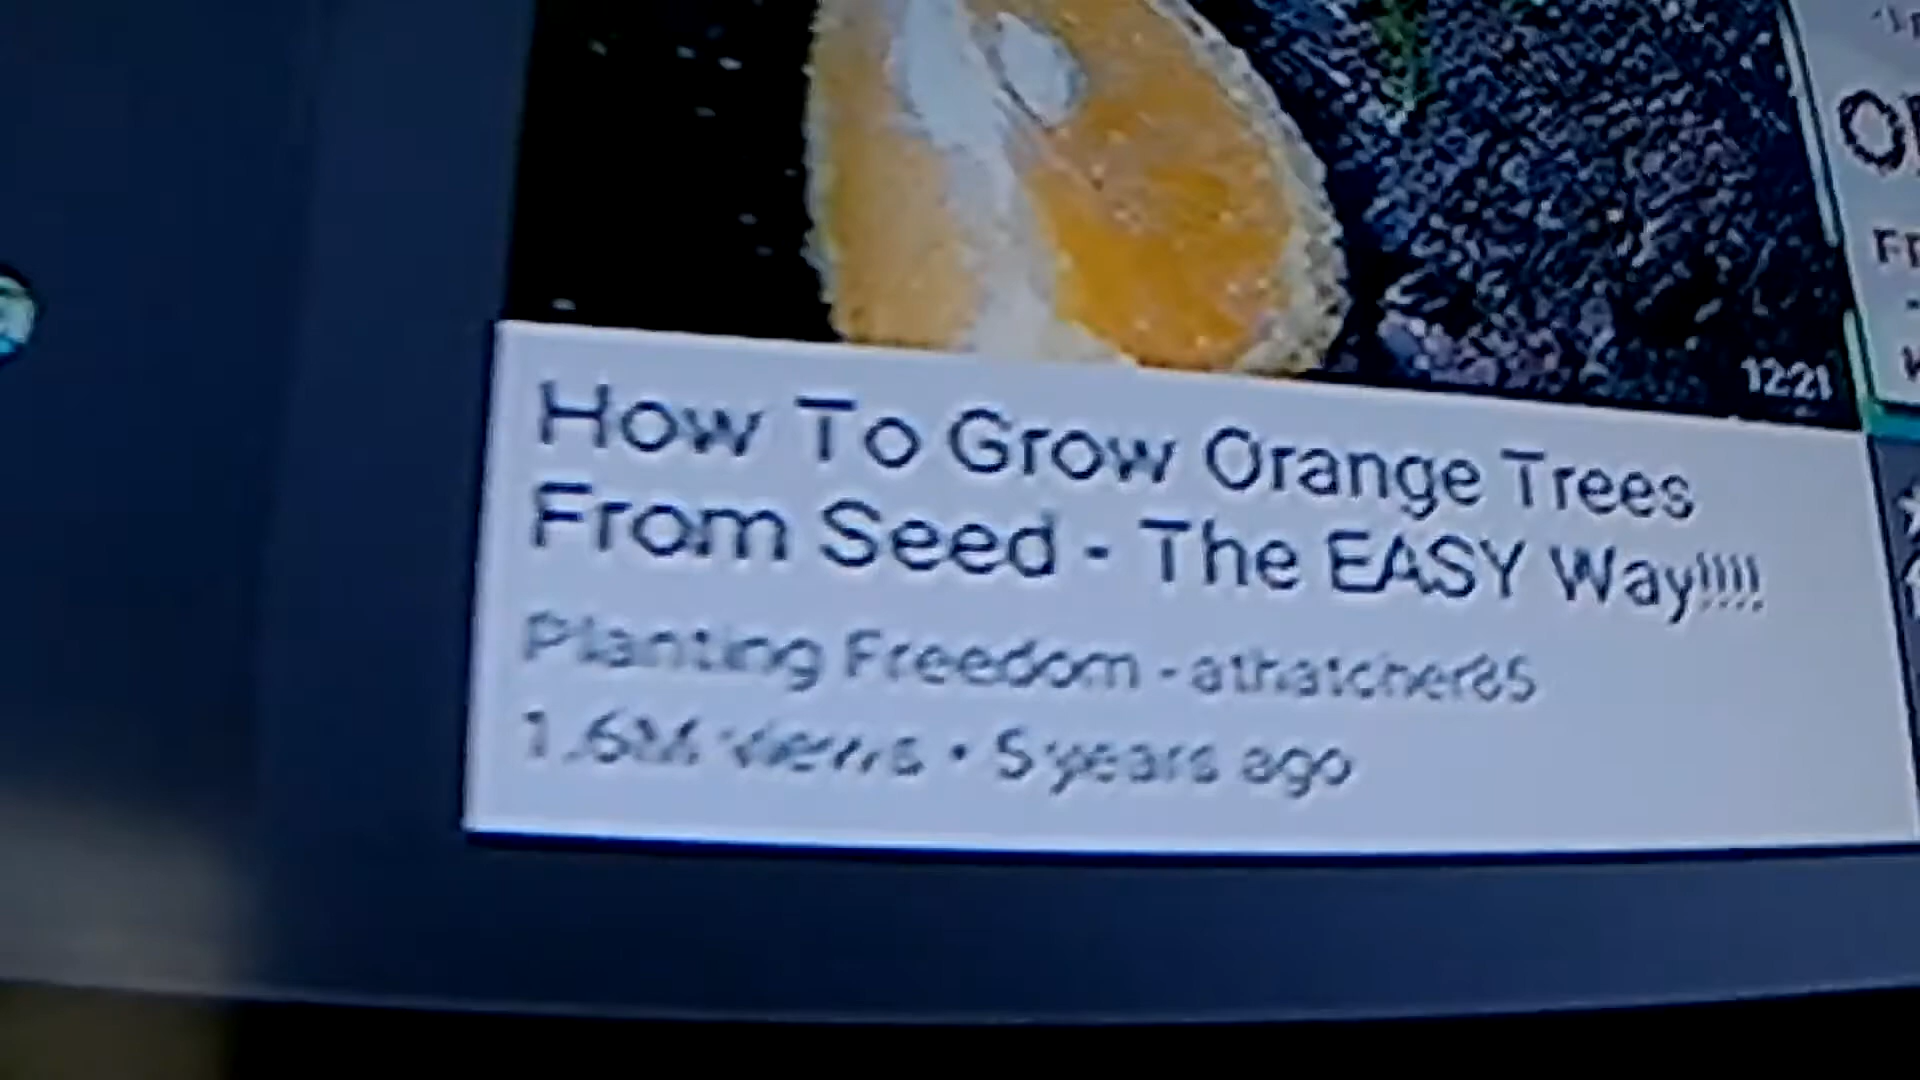 12:21
How To Grow Orange Trees
From Seed - The EASY Way!!!!
Planting Freedom - athatcher85
1.6M views • 5 years ago